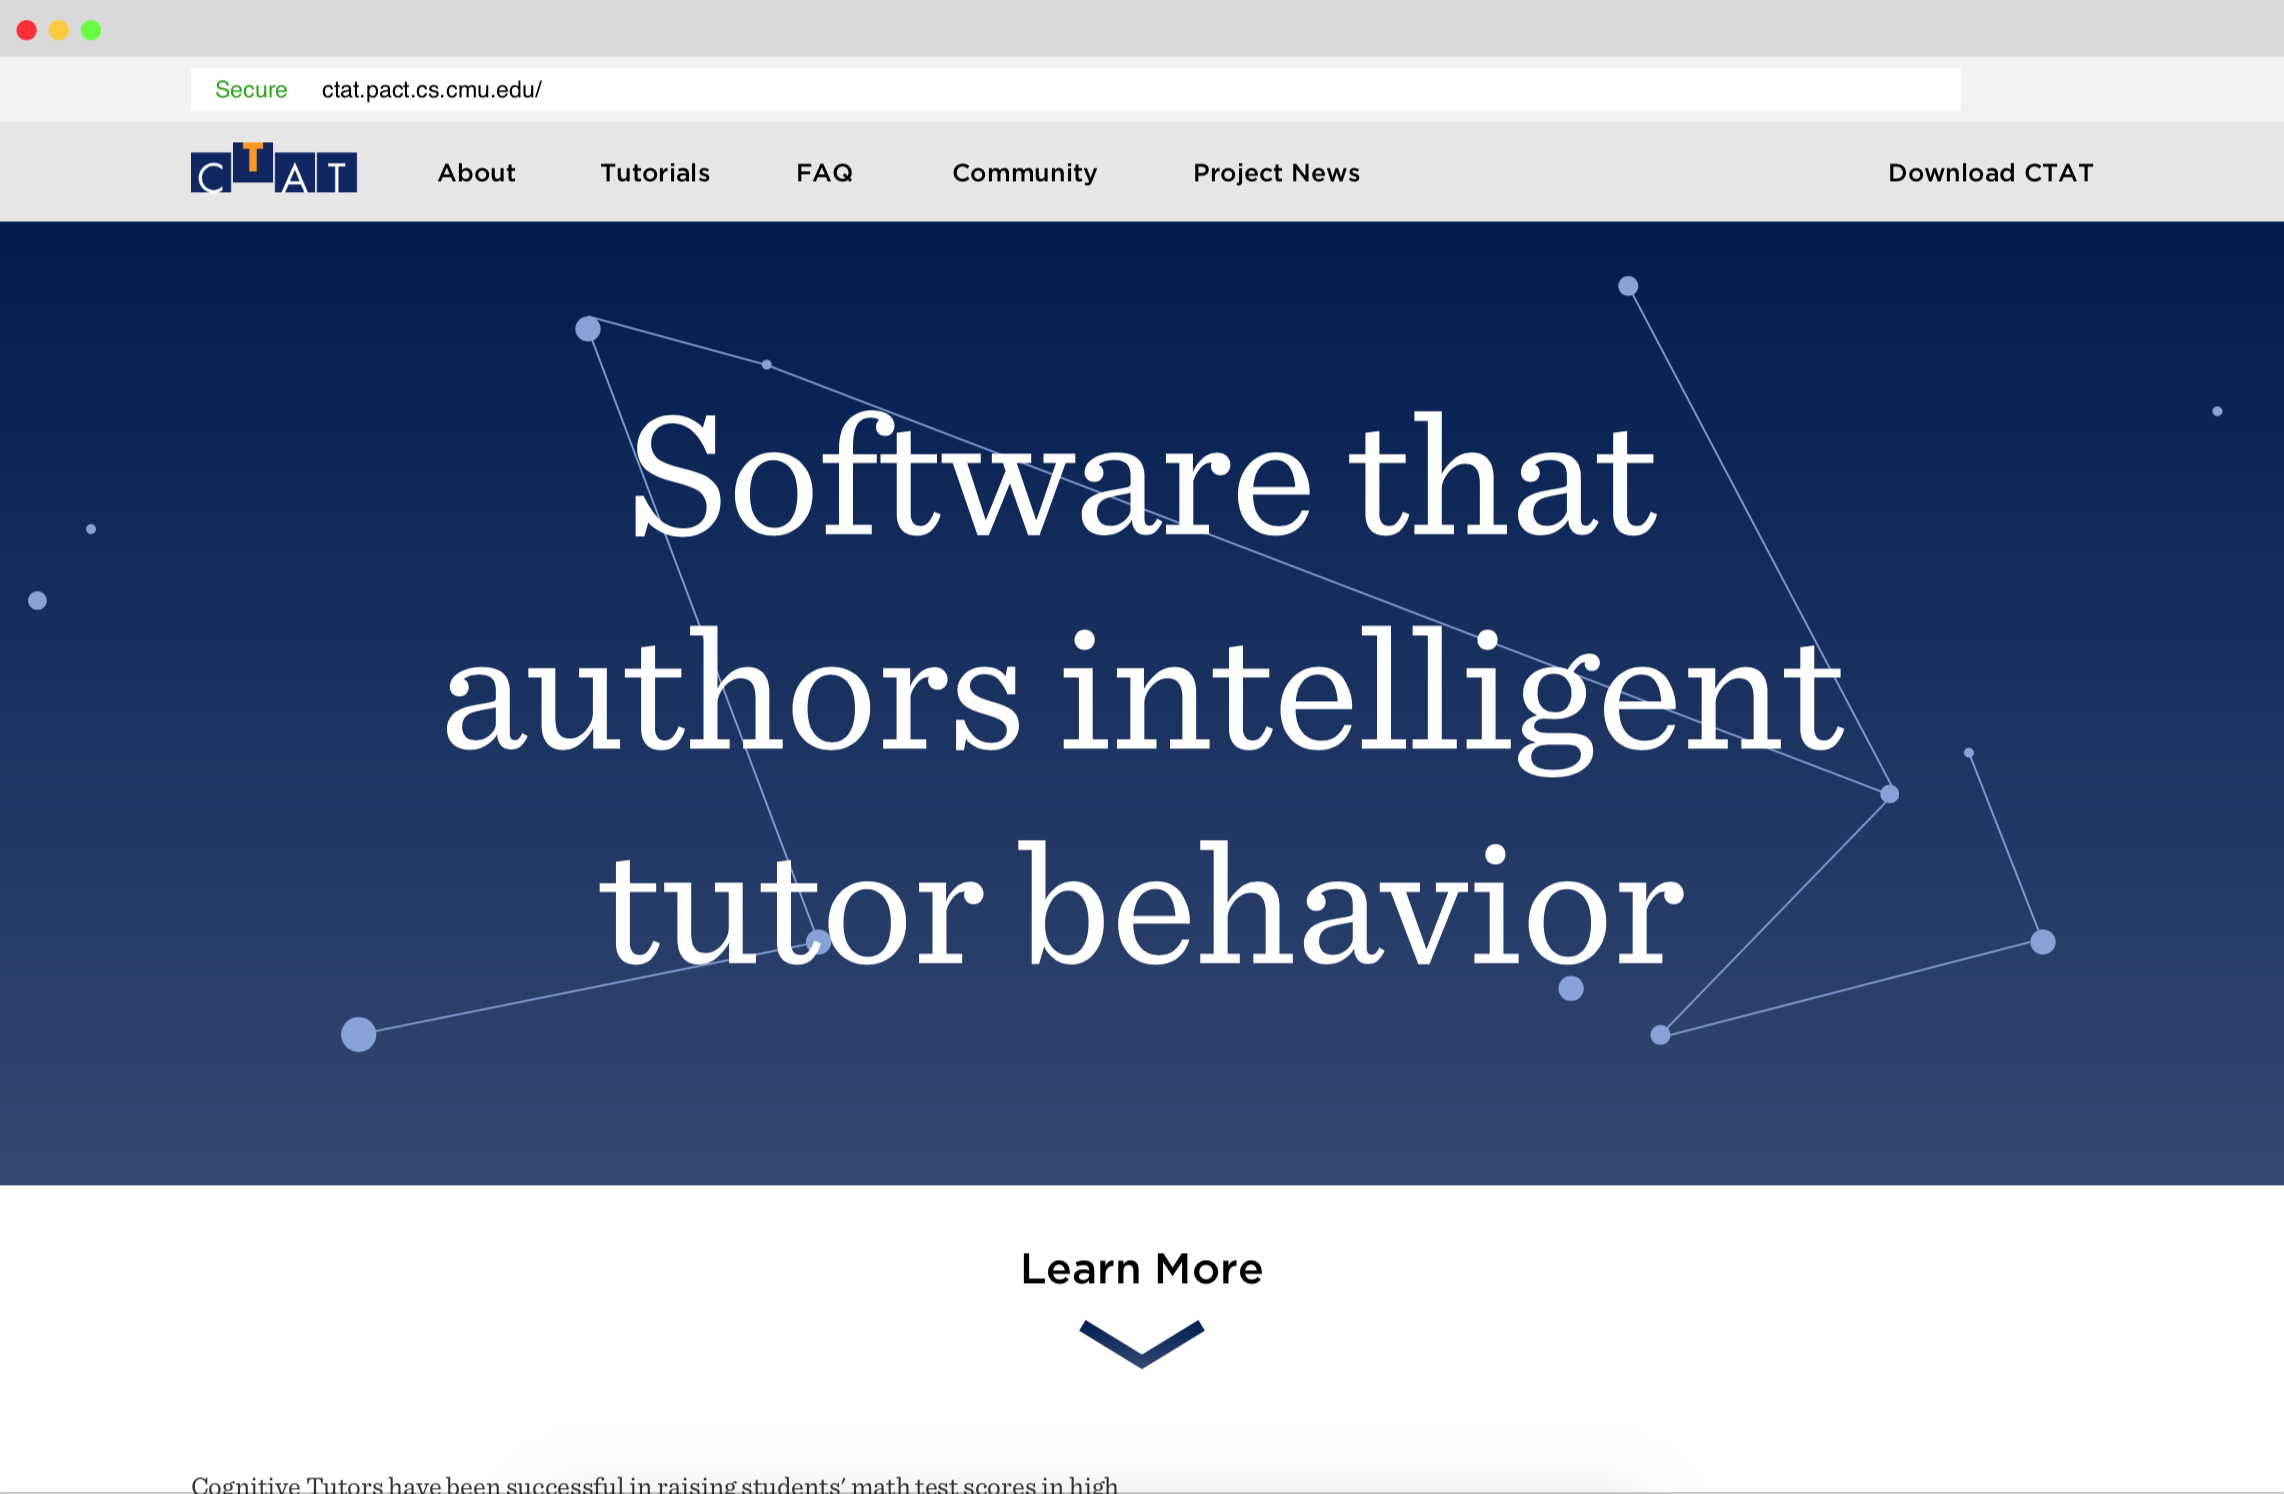 Secure ctat.pact.cs.cmu.edu/
CTAT About Tutorials FAQ Community Project News Download CTAT
Software that
authors intelligent
tutor behavior
Learn More
Cognitive Tutors have been successful in raising students' math test scores in high